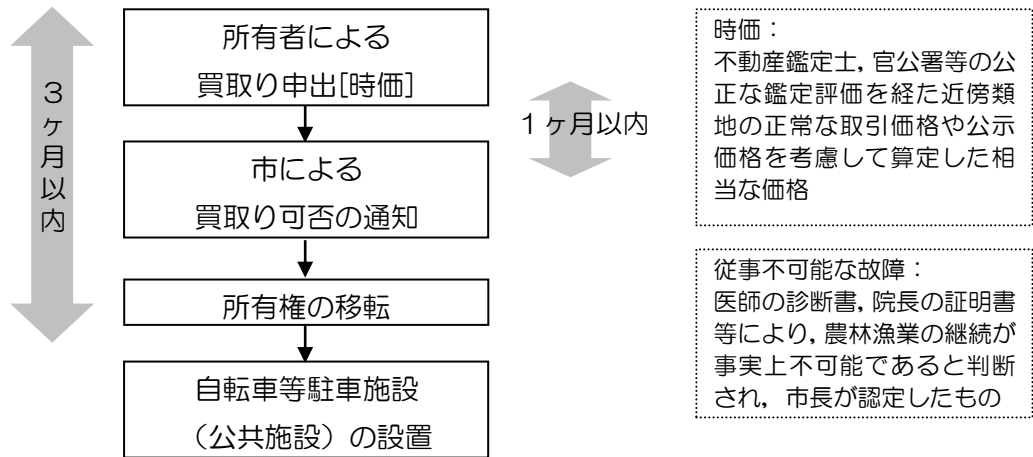 ３ヶ月以内
所有者による
買取り申出[時価]
市による
買取り可否の通知
所有権の移転
自転車等駐車施設
（公共施設）の設置
１ヶ月以内
時価：
不動産鑑定士，官公署等の公
正な鑑定評価を経た近傍類
地の正常な取引価格や公示
価格を考慮して算定した相
当な価格
従事不可能な故障：
医師の診断書，院長の証明書
等により，農林漁業の継続が
事実上不可能であると判断
され，市長が認定したもの